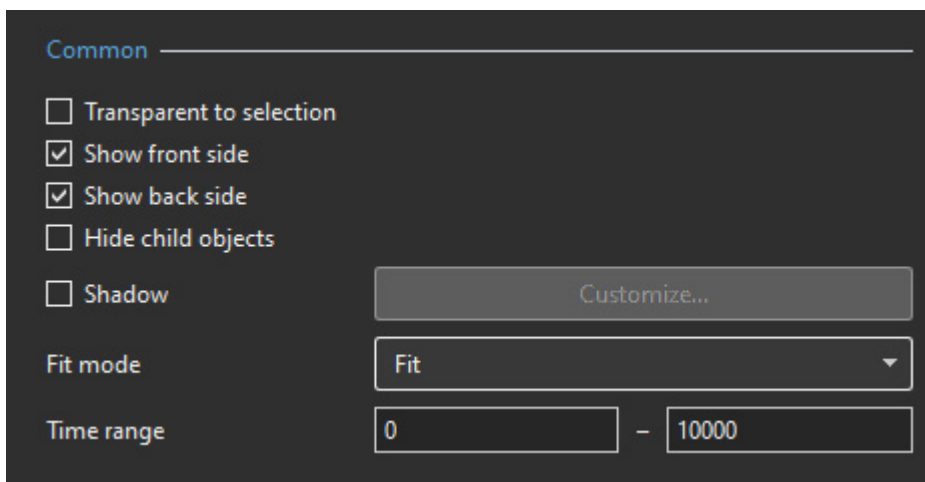 Common
Transparent to selection
Show front side
Show back side
Hide child objects
Shadow Customize...
Fit mode Fit
Time range 0 – 10000